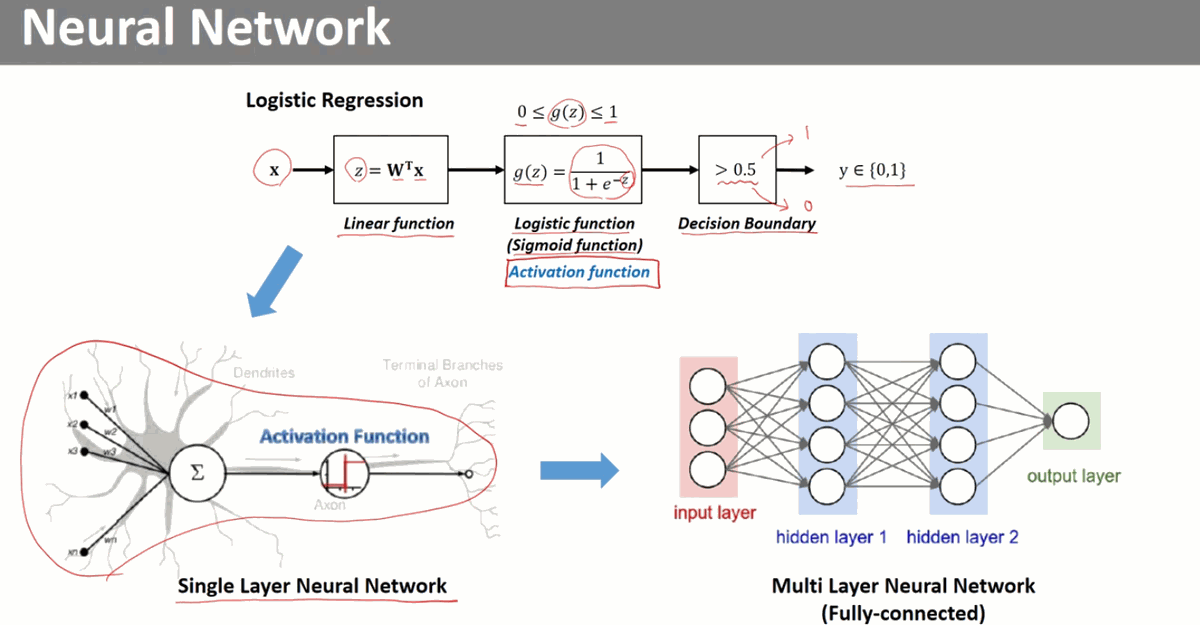 Neural Network
Logistic Regression
0 ≤ g(z) ≤ 1
x
z = WᵀX
g(z) = 1 / (1 + e⁻ᶻ)
> 0.5
1
0
y ∈ {0,1}
Linear function
Logistic function
(Sigmoid function)
Activation function
Decision Boundary
Dendrites
Terminal Branches
of Axon
x1
w1
x2
w2
x3
w3
Activation Function
Σ
Axon
xn
wn
Single Layer Neural Network
input layer
hidden layer 1
hidden layer 2
output layer
Multi Layer Neural Network
(Fully-connected)